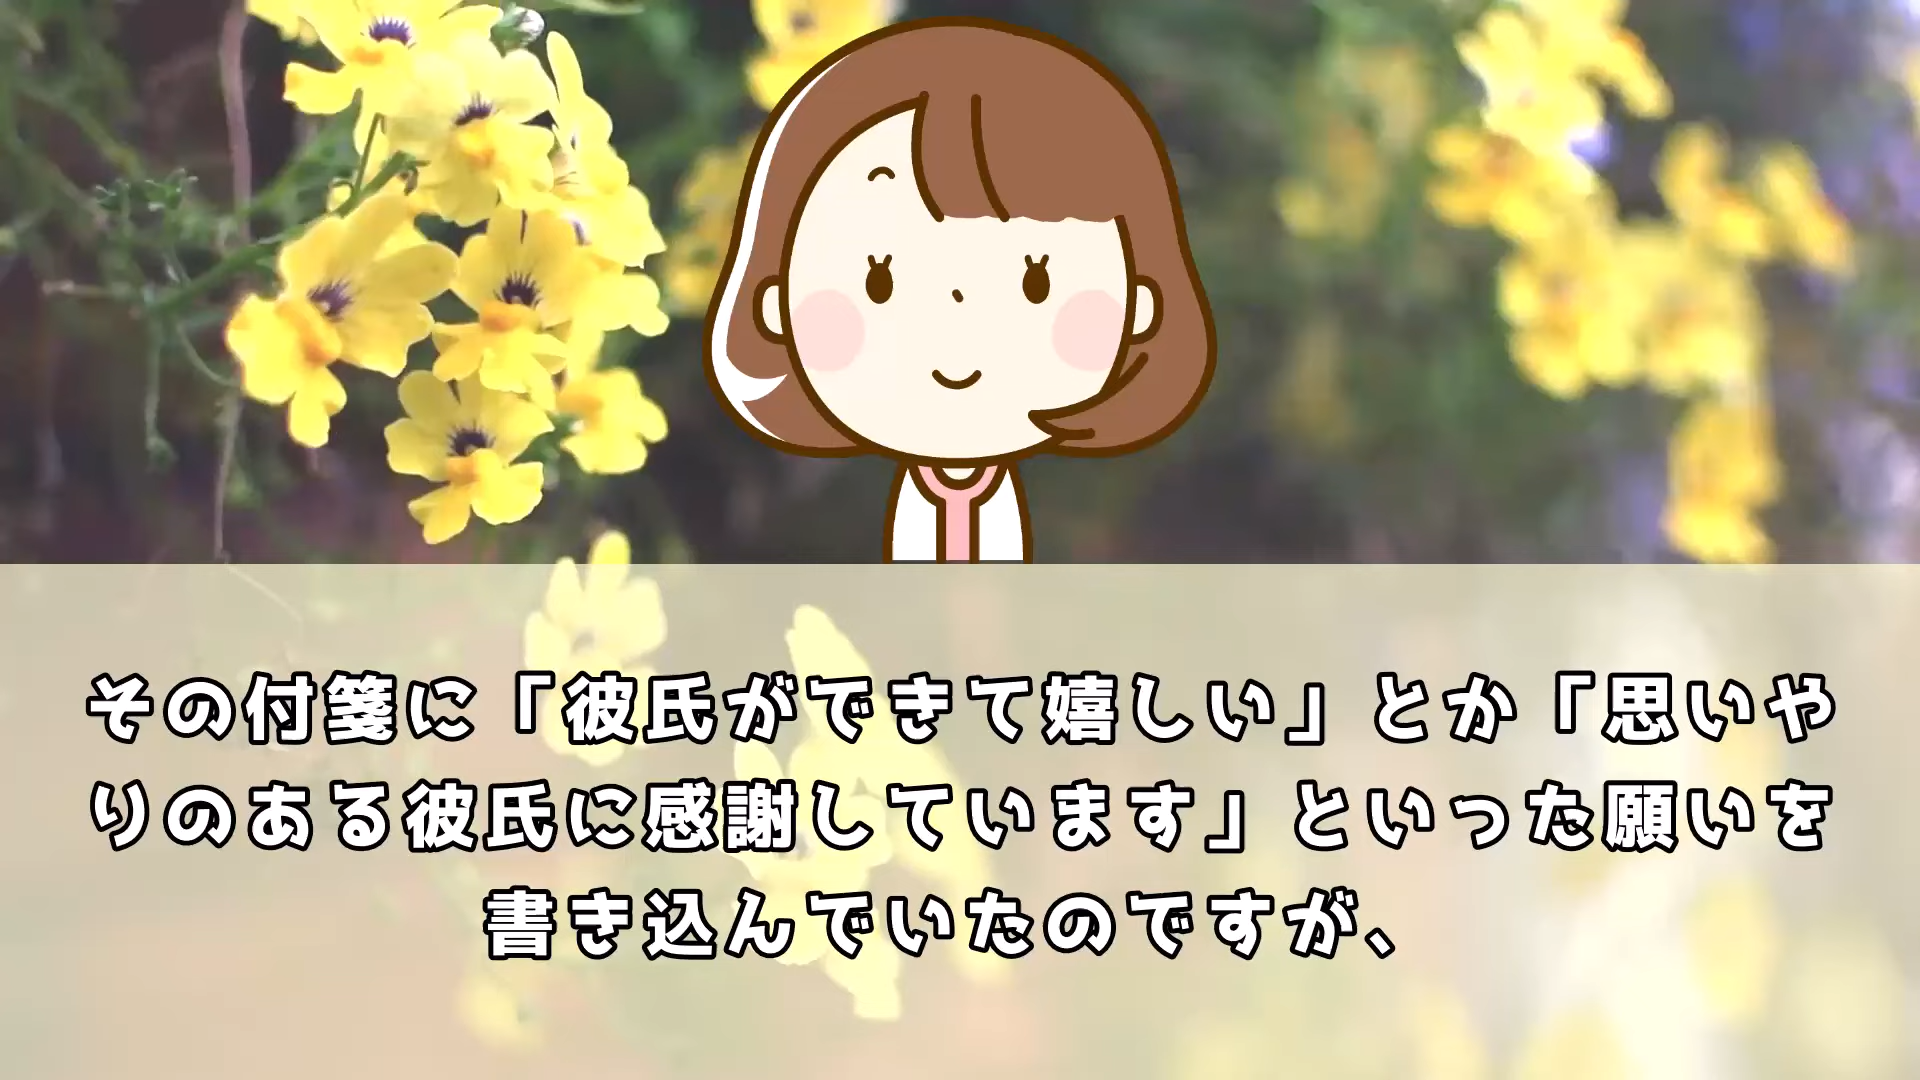 その付箋に「彼氏ができて嬉しい」とか「思いや
りのある彼氏に感謝しています」といった願いを
書き込んでいたのですが、